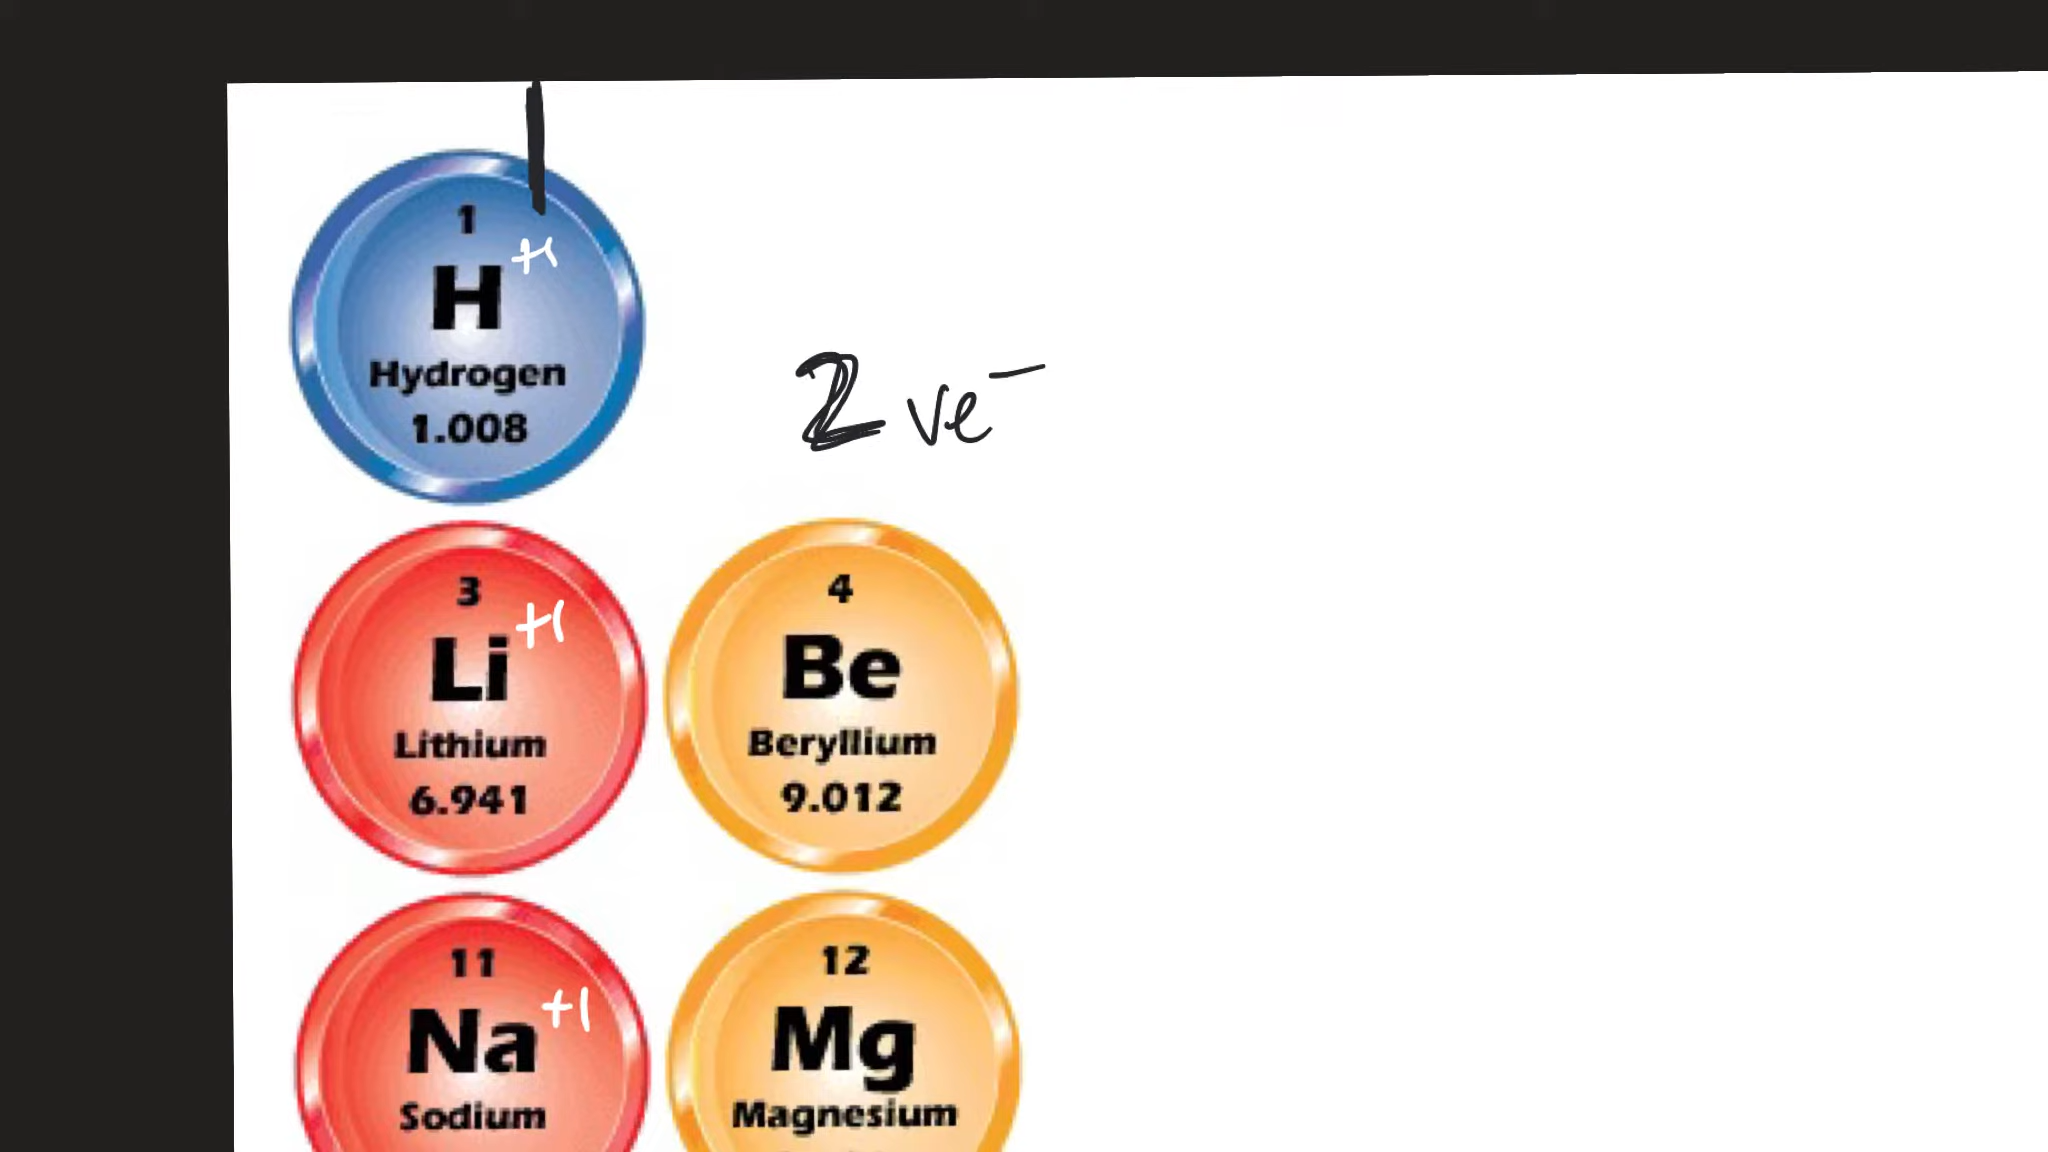 1
H +1
Hydrogen
1.008
2 ve⁻
3
Li +1
Lithium
6.941
4
Be
Beryllium
9.012
11
Na +1
Sodium
12
Mg
Magnesium